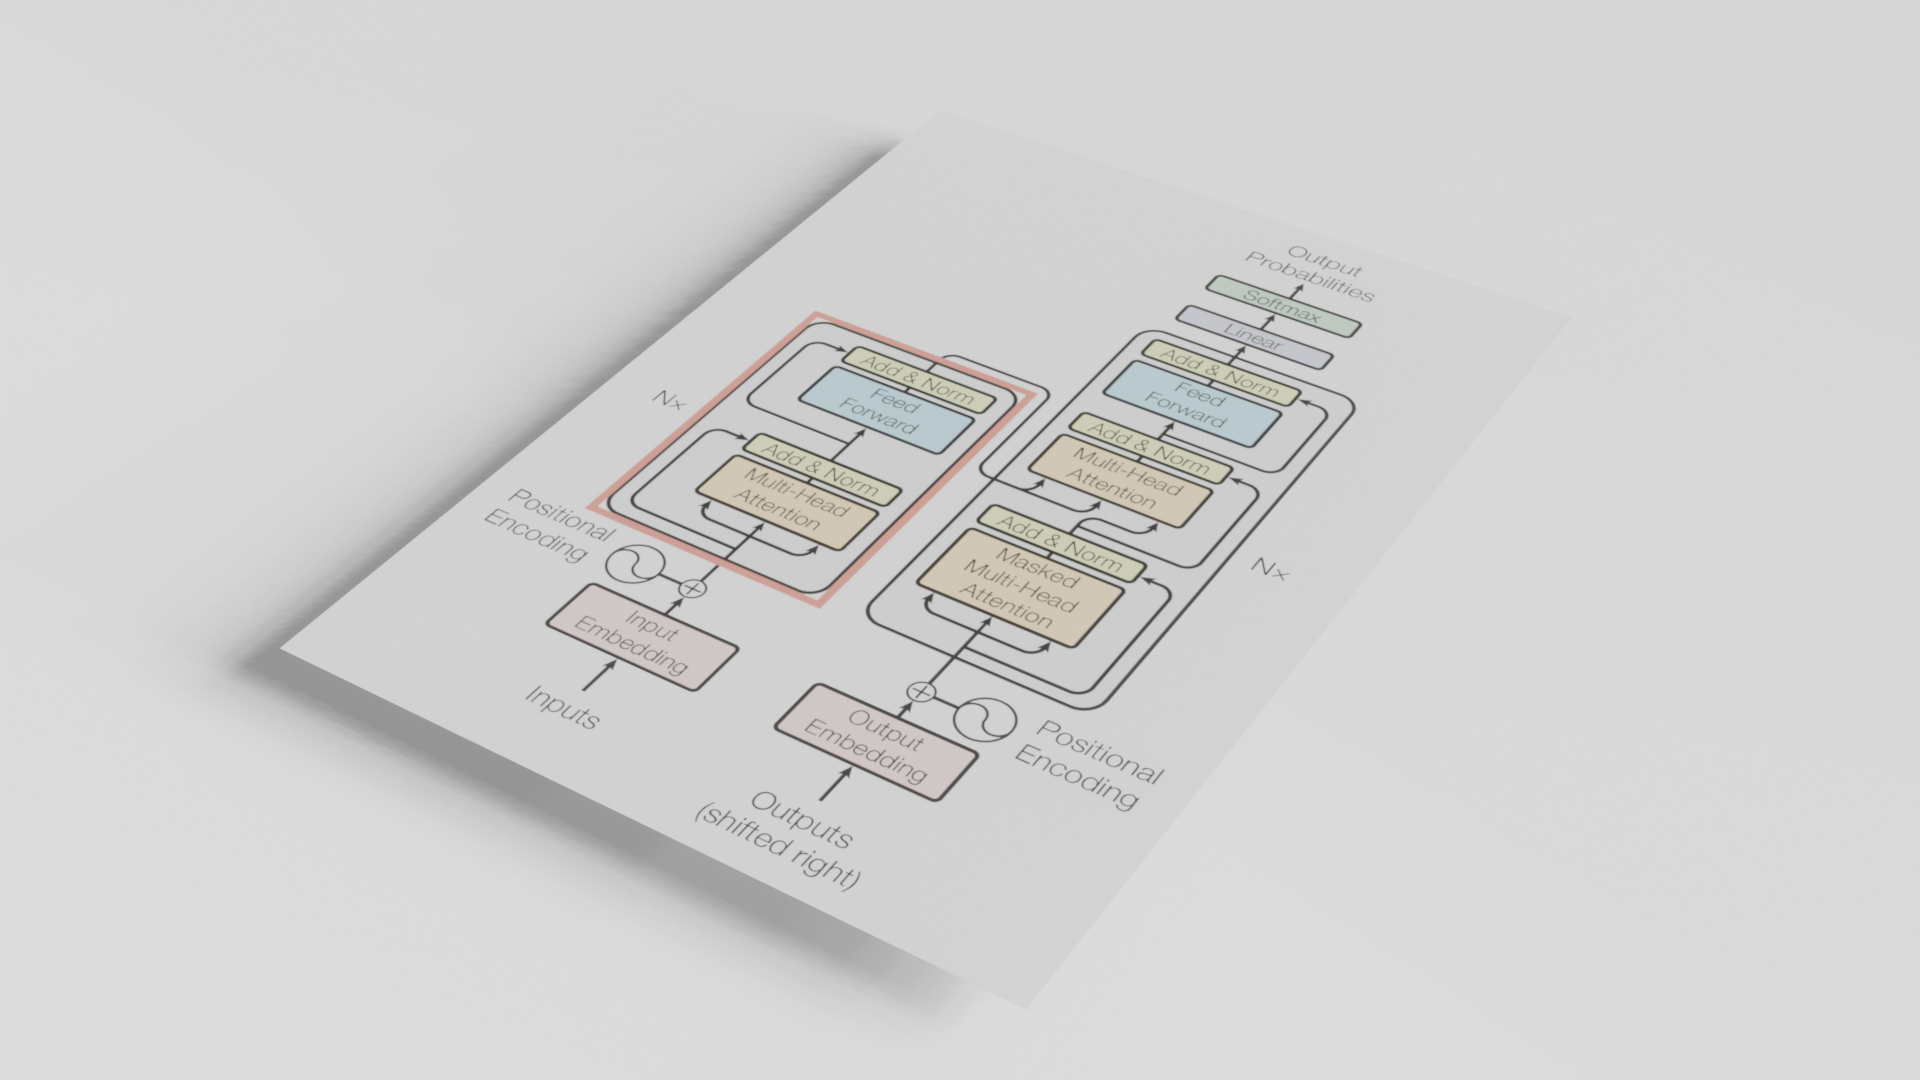 Output
Probabilities
Softmax
Linear
Add & Norm
Feed
Forward
Add & Norm
Multi-Head
Attention
Add & Norm
Masked
Multi-Head
Attention
Nx
Positional
Encoding
Output
Embedding
Outputs
(shifted right)
Add & Norm
Feed
Forward
Add & Norm
Multi-Head
Attention
Nx
Positional
Encoding
Input
Embedding
Inputs